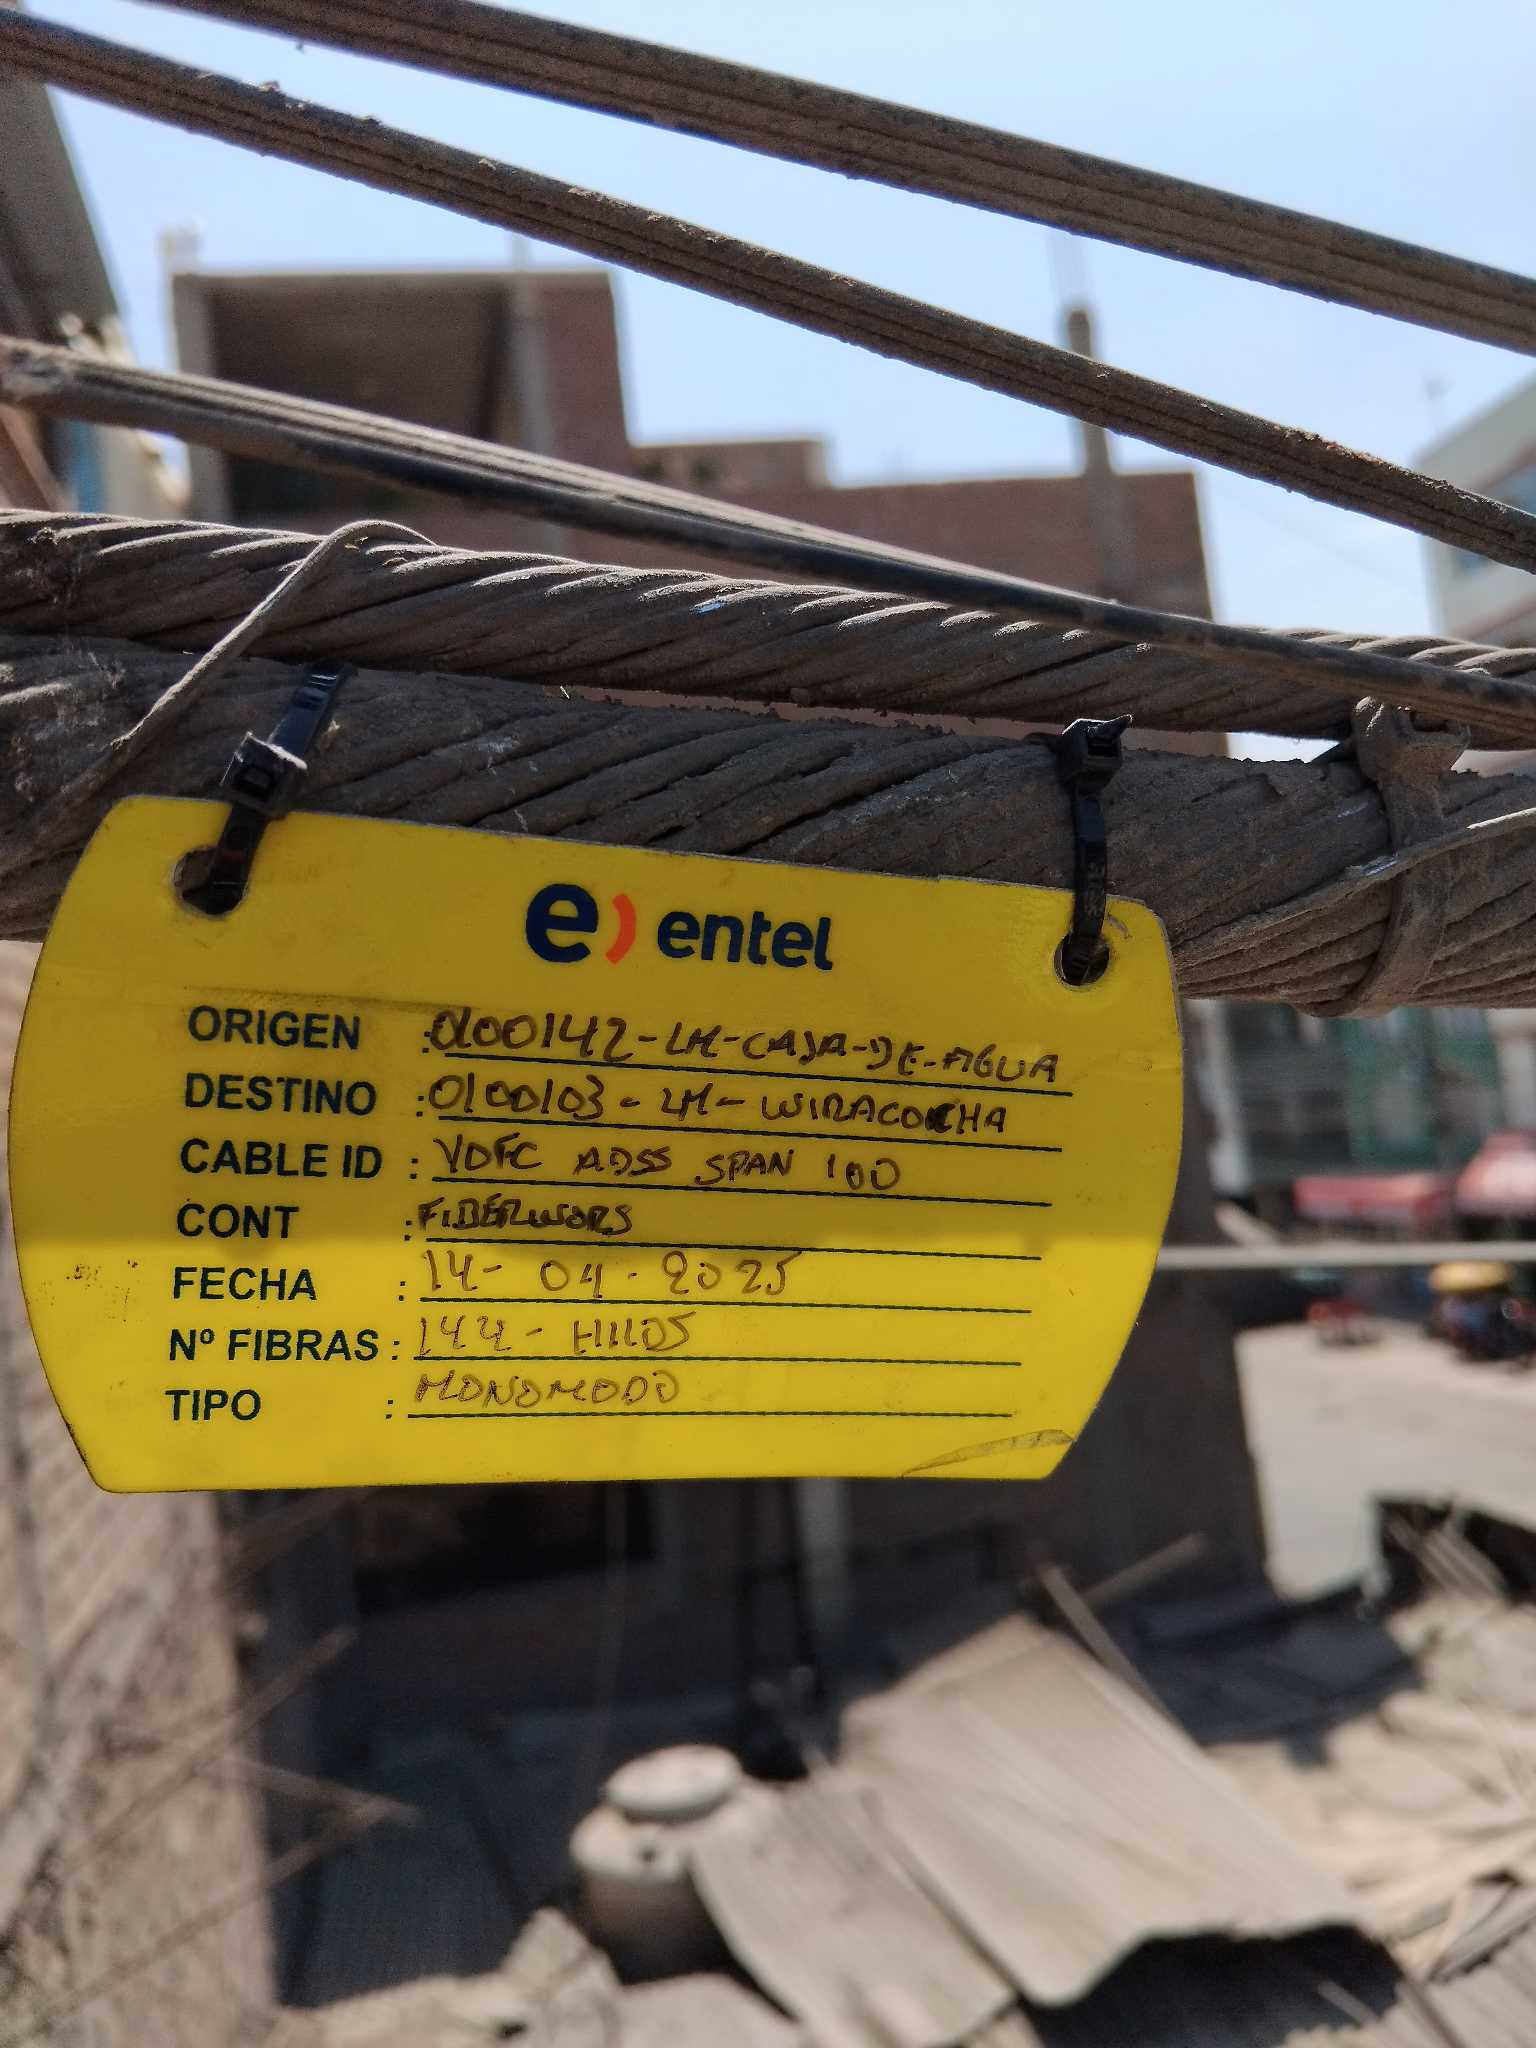 e) entel
ORIGEN : 0100142-LM-CAJA-DE-AGUA
DESTINO : 0100103-LM-WIRACOCHA
CABLE ID : YOFC ADSS SPAN 100
CONT : FIBERWORS
FECHA : 14-04-2025
Nº FIBRAS : 144-HILOS
TIPO : MONOMODO